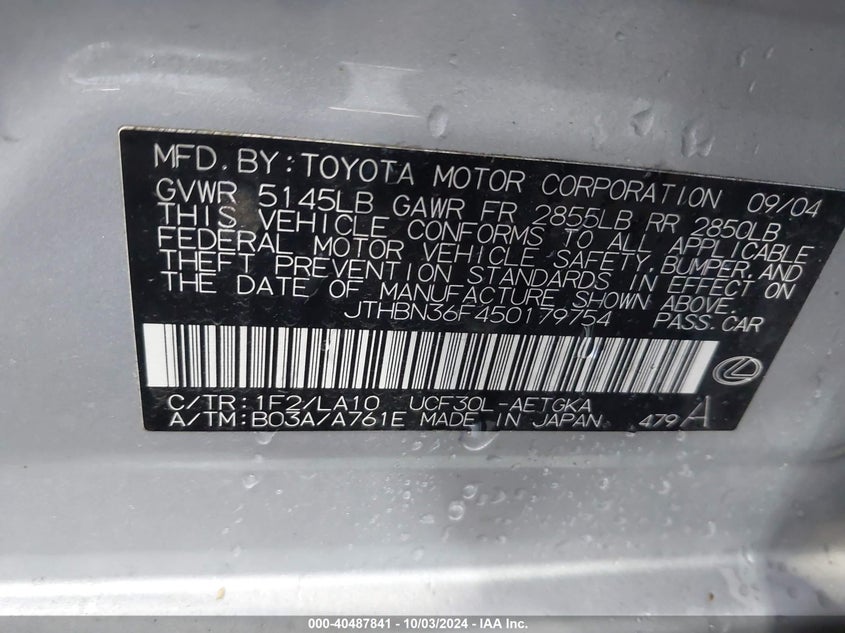 MFD. BY: TOYOTA MOTOR CORPORATION 09/04
GVWR 5145LB GAWR FR 2855LB RR 2850LB
THIS VEHICLE CONFORMS TO ALL APPLICABLE
FEDERAL MOTOR VEHICLE SAFETY, BUMPER, AND
THEFT PREVENTION STANDARDS IN EFFECT ON
THE DATE OF MANUFACTURE SHOWN ABOVE.
JTHBN36F450179754 PASS. CAR
C/TR: 1F2/LA10 UCF30L-AETGKA
A/TM: B03A/A761E MADE IN JAPAN 479 A
000-40487841 - 10/03/2024 - IAA Inc.